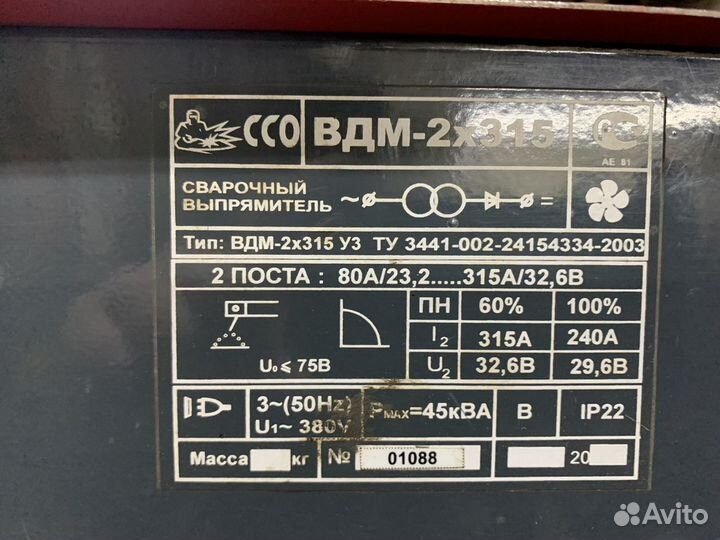 ССО ВДМ-2х315
АЕ 81
СВАРОЧНЫЙ
ВЫПРЯМИТЕЛЬ ~ =
Тип: ВДМ-2х315 У3 ТУ 3441-002-24154334-2003
2 ПОСТА : 80А/23,2.....315А/32,6В
ПН 60% 100%
I2 315А 240А
U0 ⩽ 75В U2 32,6В 29,6В
3~(50Hz) PMAX=45кВА В IP22
U1~ 380V
Масса кг № 01088 20
Avito